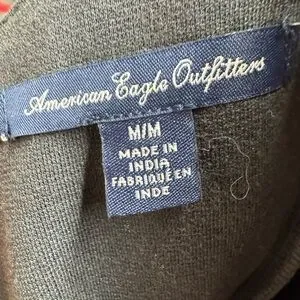 American Eagle Outfitters
M/M
MADE IN
INDIA
FABRIQUÉ EN
INDE